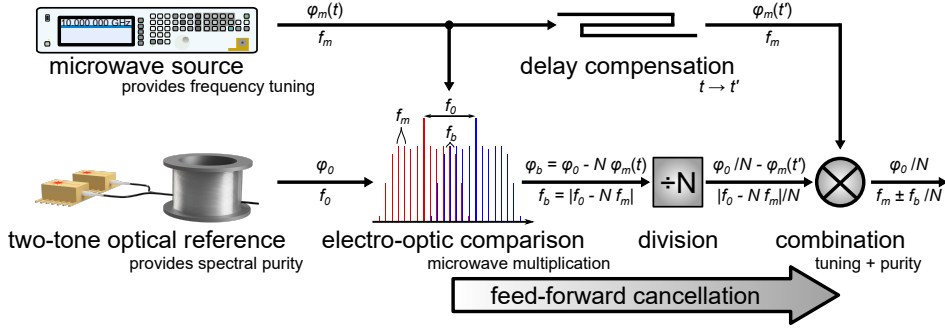 10 000.000 GHz
φm(t)
fm
φm(t')
fm
microwave source
provides frequency tuning
delay compensation
t → t'
f0
fm
fb
φ0
f0
φb = φ0 - N φm(t)
fb = |f0 - N fm|
÷N
φ0 /N - φm(t')
|f0 - N fm|/N
φ0 /N
fm ± fb /N
two-tone optical reference
provides spectral purity
electro-optic comparison
microwave multiplication
division
combination
tuning + purity
feed-forward cancellation